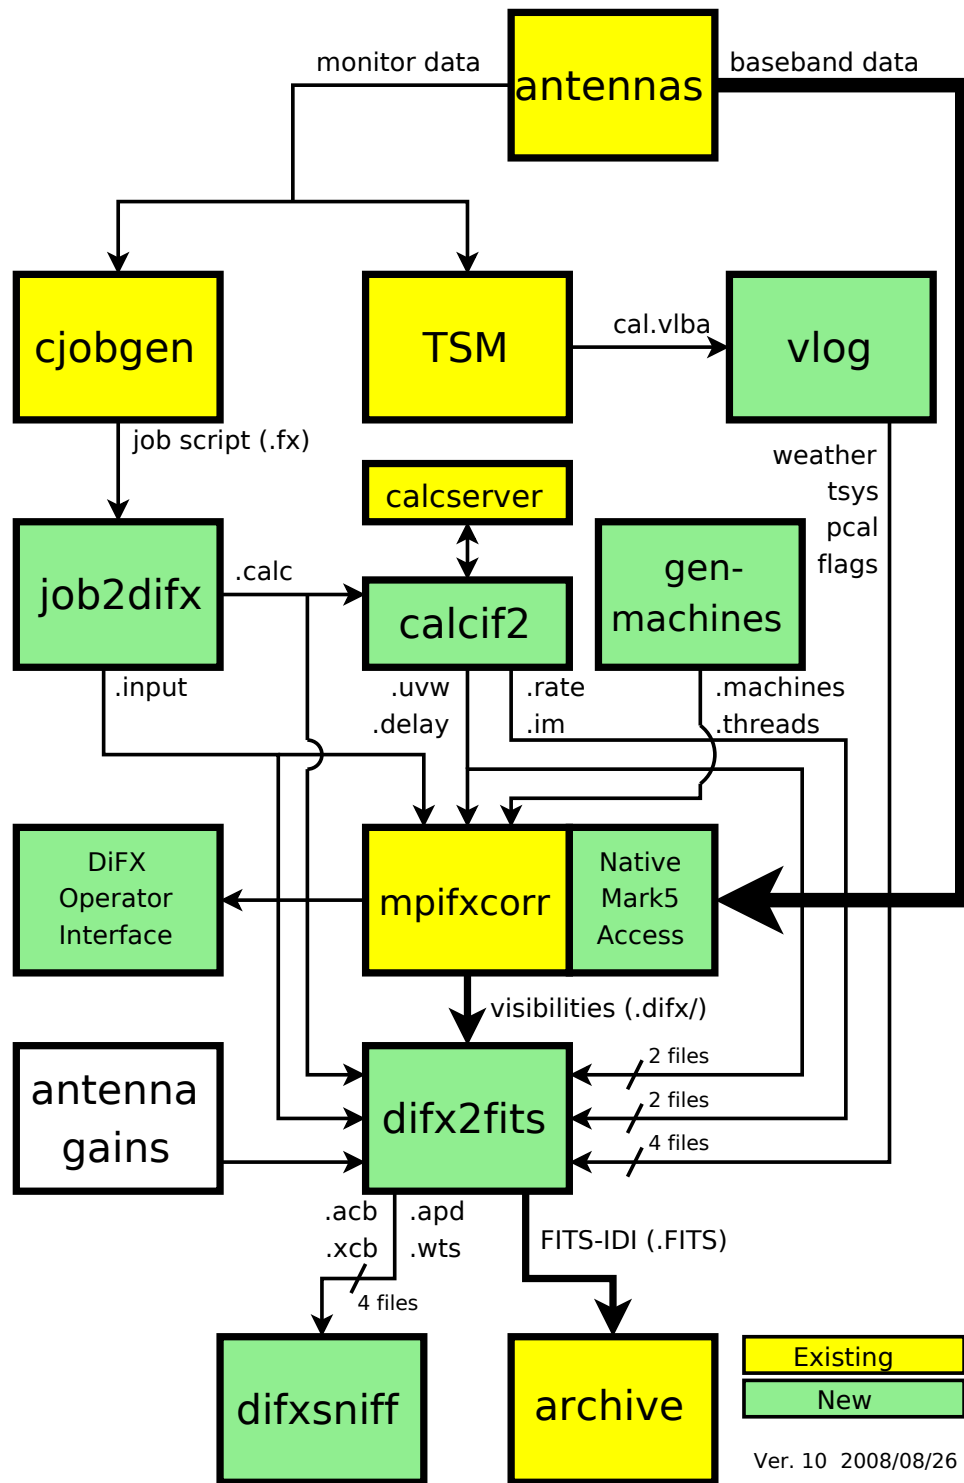 monitor data
antennas
baseband data
cjobgen
TSM
cal.vlba
vlog
job script (.fx)
weather
tsys
pcal
flags
calcserver
job2difx
.calc
calcif2
gen-
machines
.input
.uvw
.delay
.rate
.im
.machines
.threads
DiFX
Operator
Interface
mpifxcorr
Native
Mark5
Access
visibilities (.difx/)
antenna
gains
difx2fits
2 files
2 files
4 files
.acb
.xcb
.apd
.wts
4 files
FITS-IDI (.FITS)
difxsniff
archive
Existing
New
Ver. 10 2008/08/26